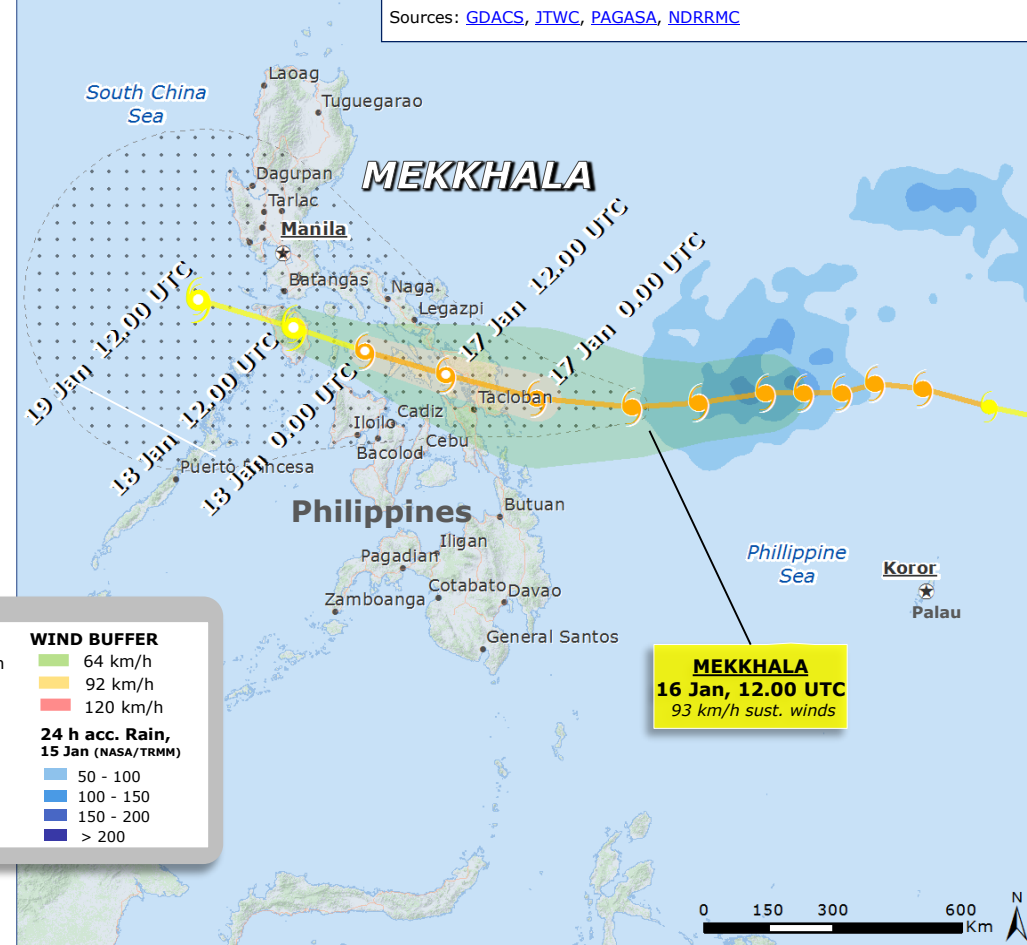 Sources: GDACS, JTWC, PAGASA, NDRRMC
Laoag
South China
Sea
Tuguegarao
MEKKHALA
Dagupan
Tarlac
Manila
Batangas
Naga
Legazpi
17 Jan 12.00 UTC
17 Jan 0.00 UTC
19 Jan 12.00 UTC
18 Jan 12.00 UTC
18 Jan 0.00 UTC
Tacloban
Cadiz
Iloilo
Cebu
Bacolod
Puerto Princesa
Philippines
Butuan
Iligan
Pagadian
Phillippine
Sea
Koror
Palau
Cotabato
Davao
Zamboanga
General Santos
MEKKHALA
16 Jan, 12.00 UTC
93 km/h sust. winds
WIND BUFFER
64 km/h
92 km/h
120 km/h
24 h acc. Rain,
15 Jan (NASA/TRMM)
50 - 100
100 - 150
150 - 200
> 200
N
0 150 300 600
Km